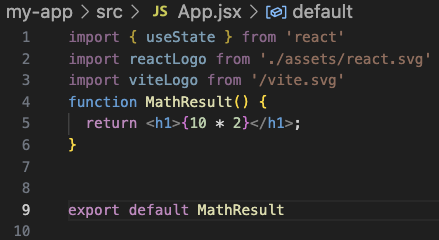 my-app > src > JS App.jsx > default
1 import { useState } from 'react'
2 import reactLogo from './assets/react.svg'
3 import viteLogo from '/vite.svg'
4 function MathResult() {
5   return <h1>{10 * 2}</h1>;
6 }
7
8
9 export default MathResult
10